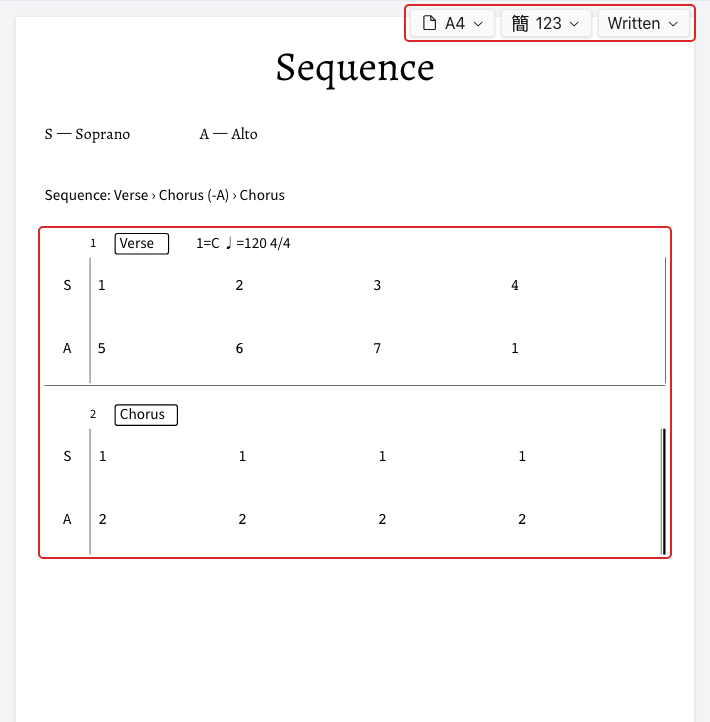 A4 簡 123 Written
Sequence
S — Soprano A — Alto
Sequence: Verse › Chorus (-A) › Chorus
1 Verse 1=C ♩=120 4/4
S 1 2 3 4
A 5 6 7 1
2 Chorus
S 1 1 1 1
A 2 2 2 2